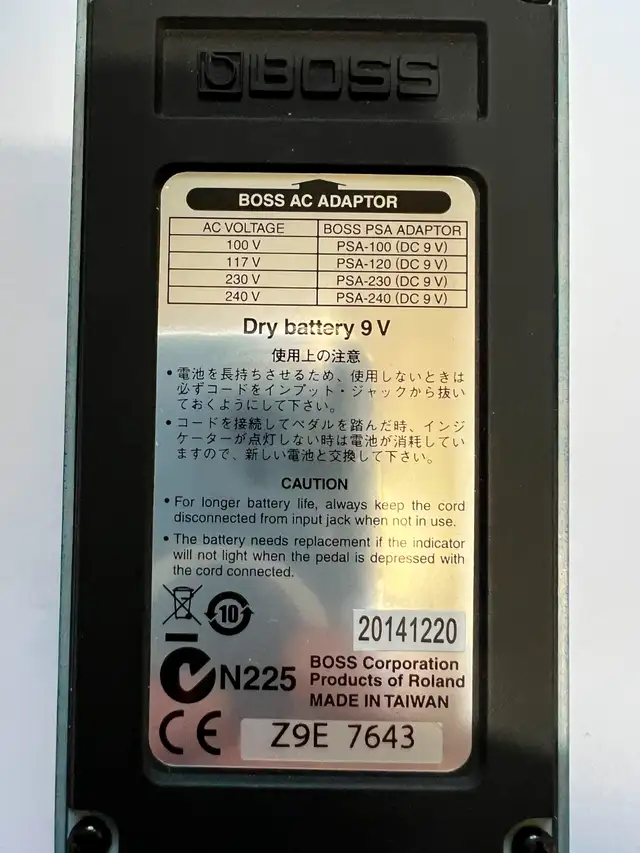 BOSS
BOSS AC ADAPTOR
AC VOLTAGE BOSS PSA ADAPTOR
100 V PSA-100 (DC 9 V)
117 V PSA-120 (DC 9 V)
230 V PSA-230 (DC 9 V)
240 V PSA-240 (DC 9 V)
Dry battery 9 V
使用上の注意
• 電池を長持ちさせるため、使用しないときは
必ずコードをインプット・ジャックから抜い
ておくようにして下さい。
• コードを接続してペダルを踏んだ時、インジ
ケーターが点灯しない時は電池が消耗してい
ますので、新しい電池と交換して下さい。
CAUTION
• For longer battery life, always keep the cord
disconnected from input jack when not in use.
• The battery needs replacement if the indicator
will not light when the pedal is depressed with
the cord connected.
10
20141220
N225
BOSS Corporation
Products of Roland
MADE IN TAIWAN
CE
Z9E 7643